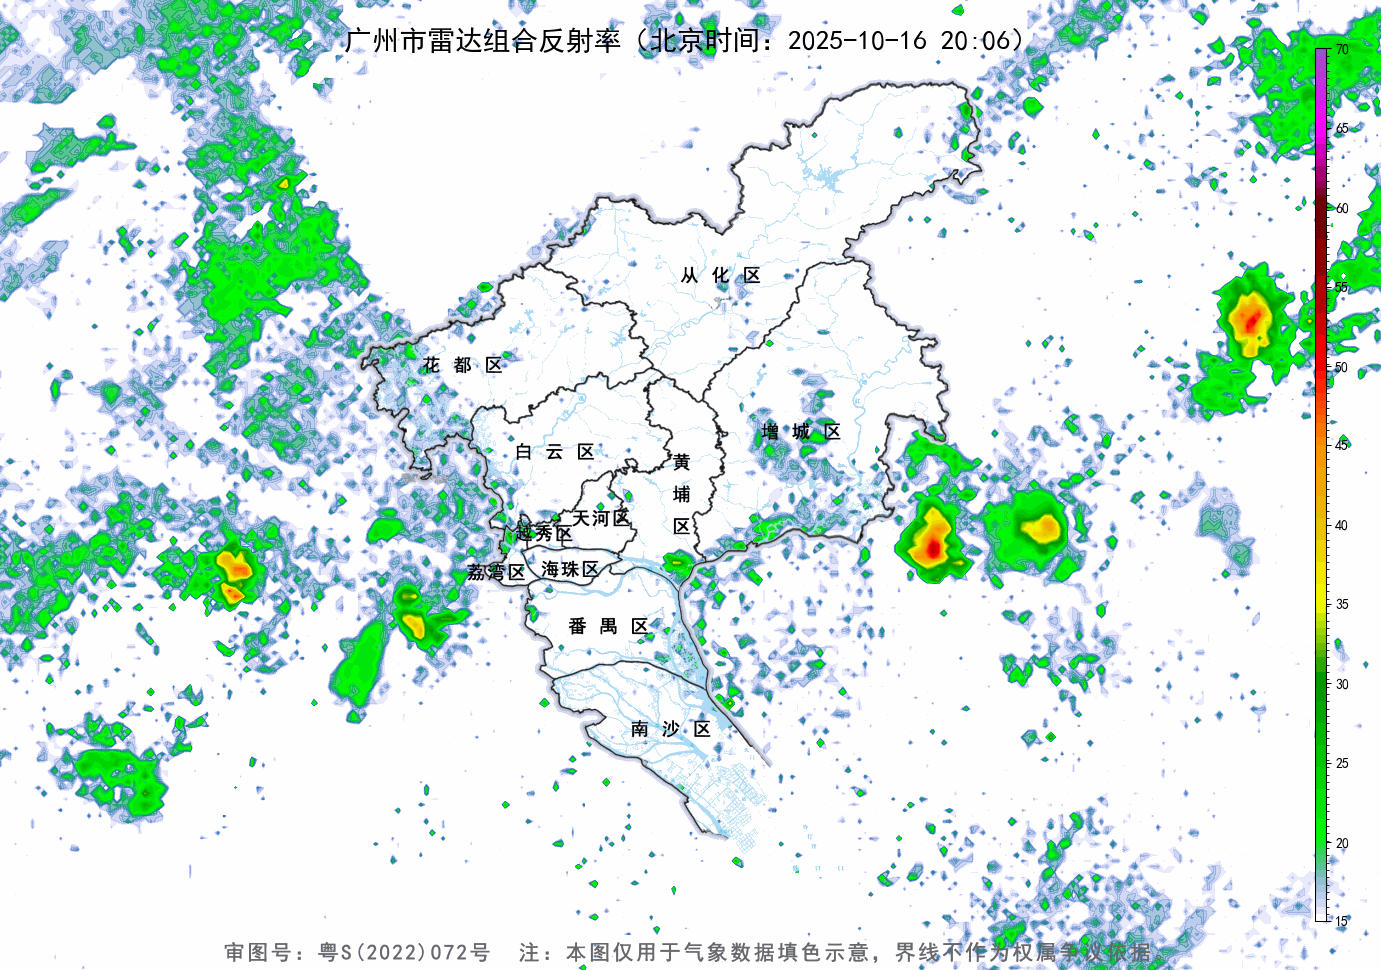 广州市雷达组合反射率（北京时间：2025-10-16 20:06）
70
65
60
55
50
45
40
35
30
25
20
15
从化区
花都区
增城区
白云区
黄埔区
天河区
越秀区
荔湾区
海珠区
番禺区
南沙区
审图号：粤S(2022)072号 注：本图仅用于气象数据填色示意，界线不作为权属争议依据。